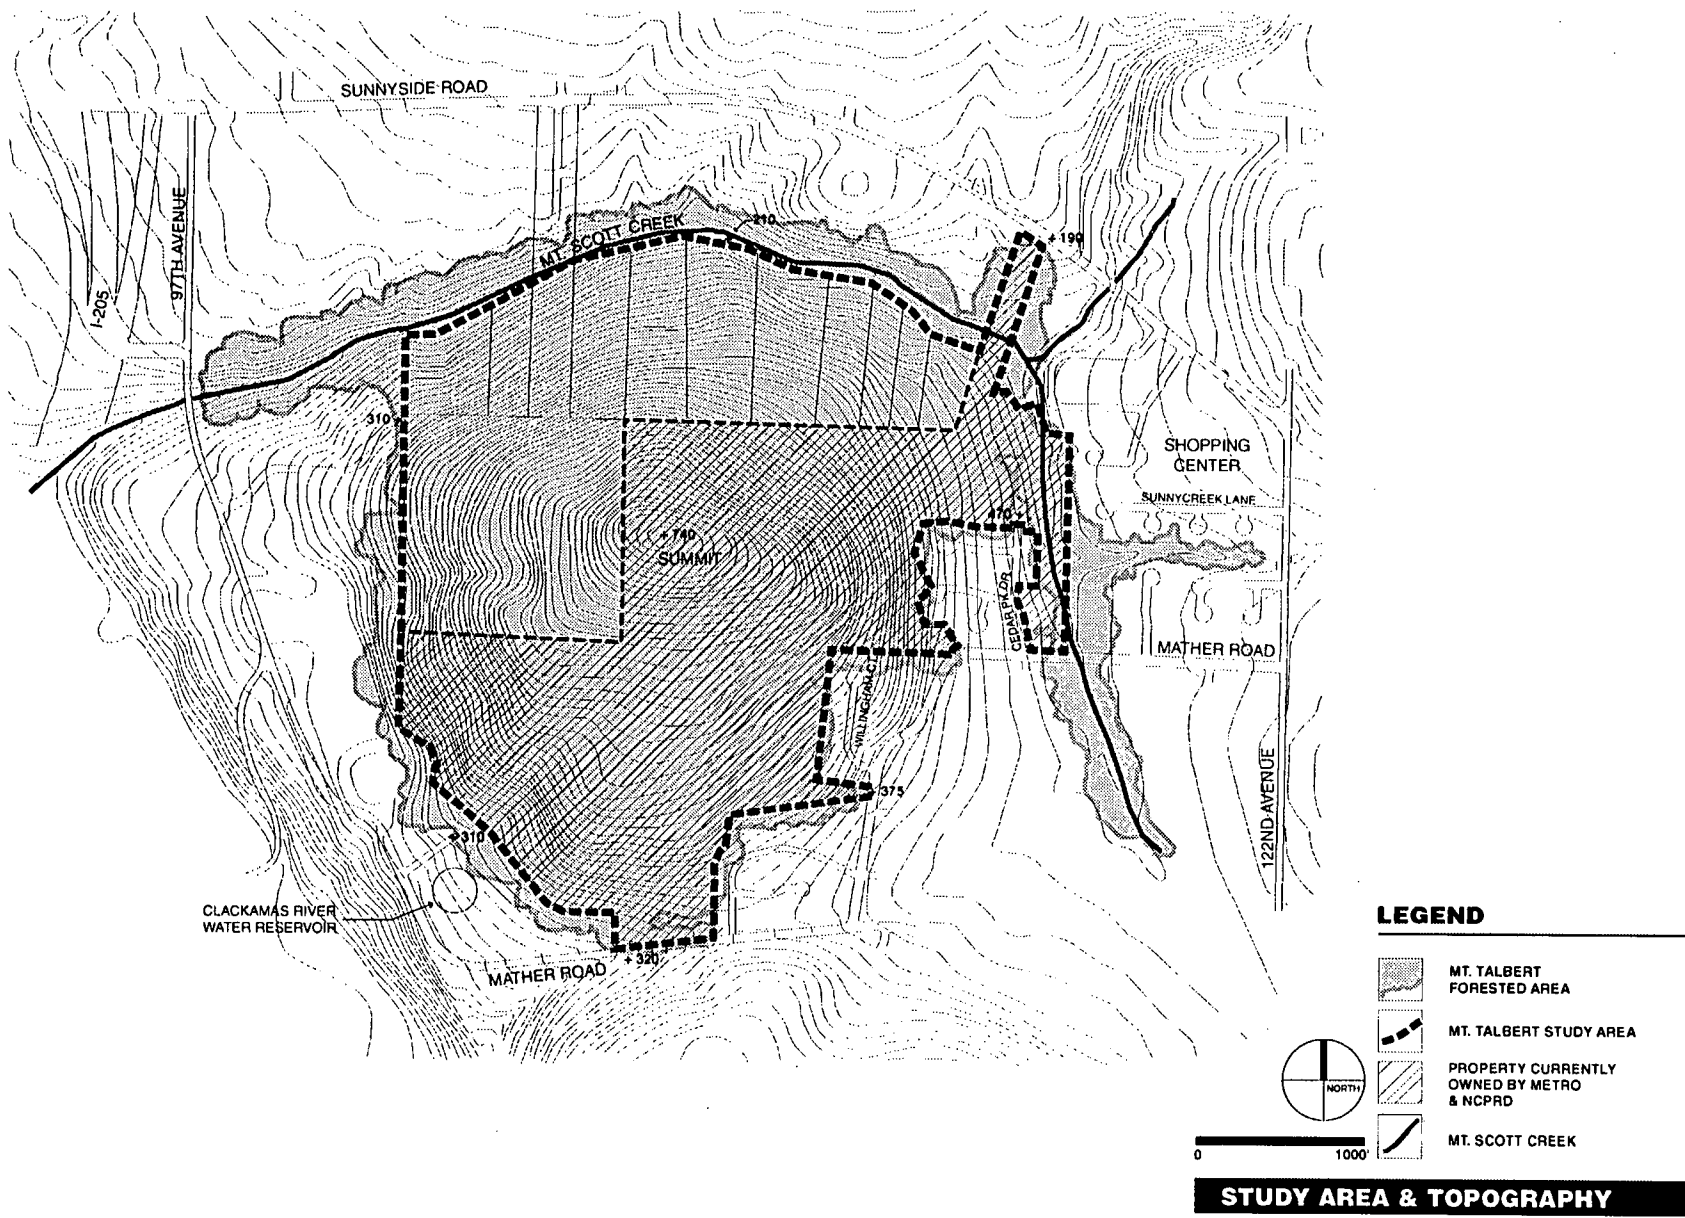 SUNNYSIDE ROAD
97TH AVENUE
I-205
MT. SCOTT CREEK
210
+ 190
310
SHOPPING
CENTER
SUNNYCREEK LANE
+ 740
SUMMIT
CEDAR PK. DR
MATHER ROAD
WILLINGHAM CT.
375
+ 310
122ND AVENUE
CLACKAMAS RIVER
WATER RESERVOIR
+ 320
MATHER ROAD
LEGEND
MT. TALBERT
FORESTED AREA
MT. TALBERT STUDY AREA
PROPERTY CURRENTLY
OWNED BY METRO
& NCPRD
MT. SCOTT CREEK
NORTH
0 1000'
STUDY AREA & TOPOGRAPHY